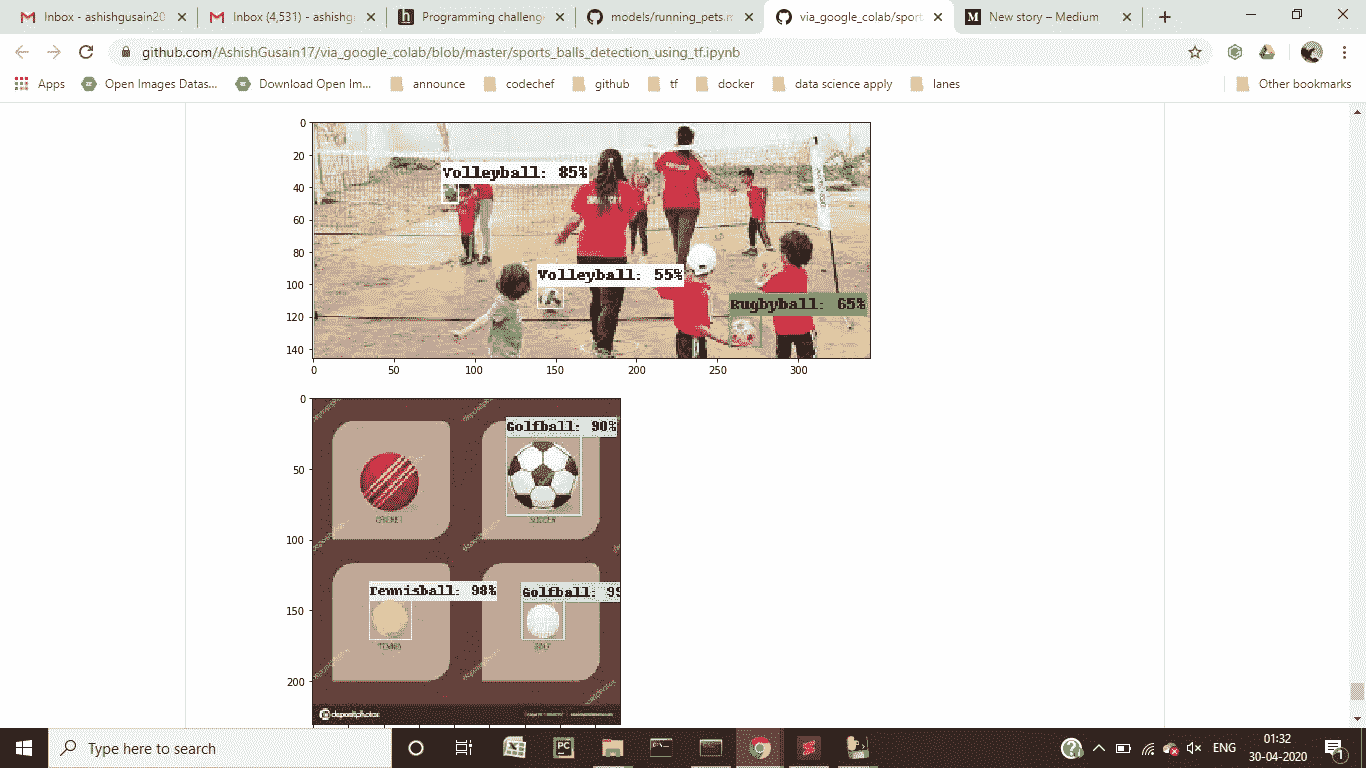 Inbox - ashishgusain20
Inbox (4,531) - ashishg
Programming challeng
models/running_pets.m
via_google_colab/sport
New story – Medium
github.com/AshishGusain17/via_google_colab/blob/master/sports_balls_detection_using_tf.ipynb
Apps
Open Images Datas...
Download Open Im...
announce
codechef
github
tf
docker
data science apply
lanes
Other bookmarks
0
20
40
60
80
100
120
140
Volleyball: 85%
Volleyball: 55%
Rugbyball: 65%
0 50 100 150 200 250 300
0
50
100
150
200
Golfball: 90%
CRICKET
SOCCER
Tennisball: 98%
Golfball: 99
TENNIS
GOLF
depositphotos
Type here to search
ENG
01:32
30-04-2020
1